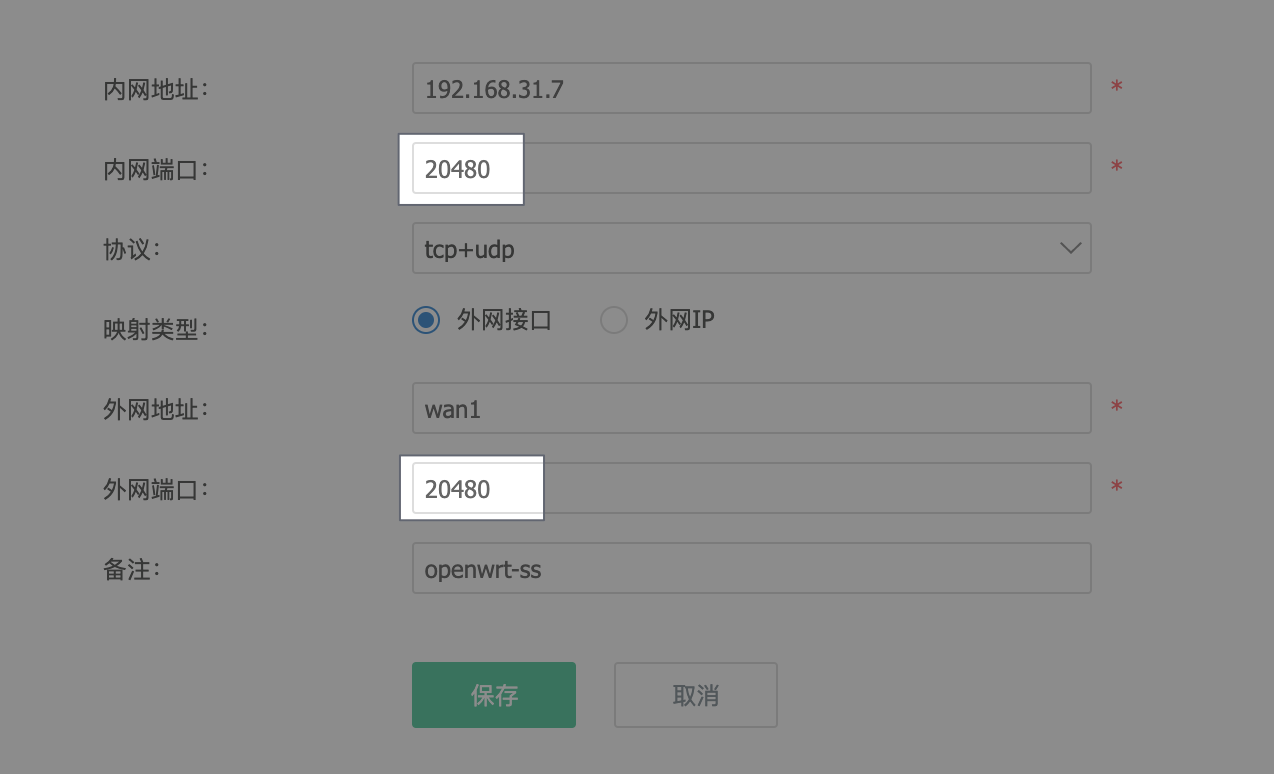 内网地址： 192.168.31.7 *
内网端口： 20480 *
协议： tcp+udp
映射类型： 外网接口 外网IP
外网地址： wan1 *
外网端口： 20480 *
备注： openwrt-ss
保存 取消